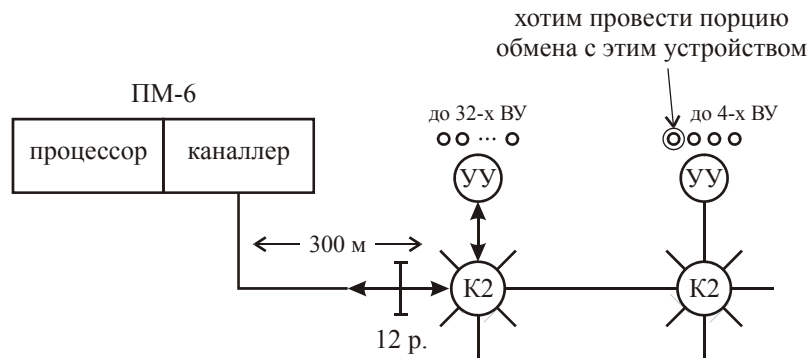 хотим провести порцию
обмена с этим устройством
ПМ-6
до 32-х ВУ
до 4-х ВУ
...
процессор
каналлер
УУ
УУ
300 м
К2
К2
12 р.